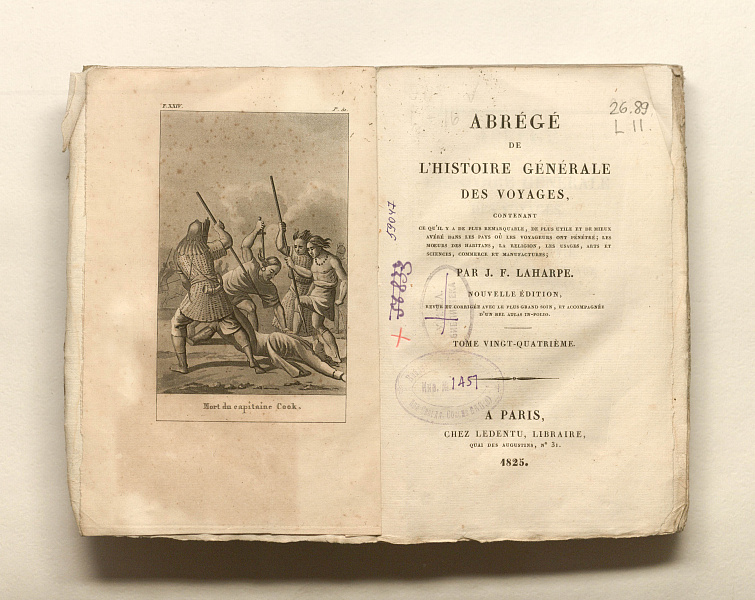 P. XXIV.
Mort du capitaine Cook.
26.89
L II
ABRÉGÉ
DE
L'HISTOIRE GÉNÉRALE
DES VOYAGES,
CONTENANT
CE QU'IL Y A DE PLUS REMARQUABLE, DE PLUS UTILE ET DE MIEUX
AVÉRÉ DANS LES PAYS OÙ LES VOYAGEURS ONT PÉNÉTRÉ; LES
MOEURS DES HABITANS, LA RELIGION, LES USAGES, ARTS ET
SCIENCES, COMMERCE ET MANUFACTURES;
PAR J. F. LAHARPE.
NOUVELLE ÉDITION,
REVUE ET CORRIGÉE AVEC LE PLUS GRAND SOIN, ET ACCOMPAGNÉE
D'UN BEL ATLAS IN-FOLIO.
TOME VINGT-QUATRIÈME.
Инв.
1457
A PARIS,
CHEZ LEDENTU, LIBRAIRE,
QUAI DES AUGUSTINS, N° 31.
1825.